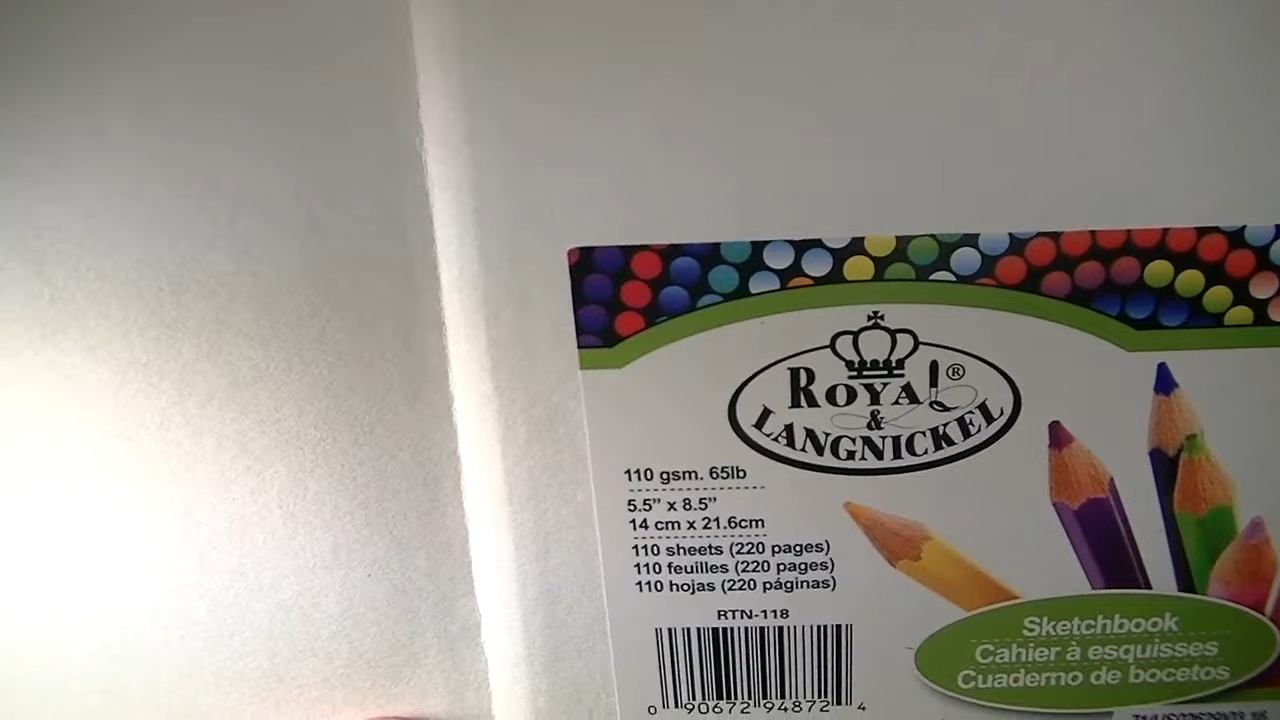 ROYAL®
&
LANGNICKEL
110 gsm. 65lb
5.5” x 8.5”
14 cm x 21.6cm
110 sheets (220 pages)
110 feuilles (220 pages)
110 hojas (220 páginas)
RTN-118
0 90672 94872 4
Sketchbook
Cahier à esquisses
Cuaderno de bocetos